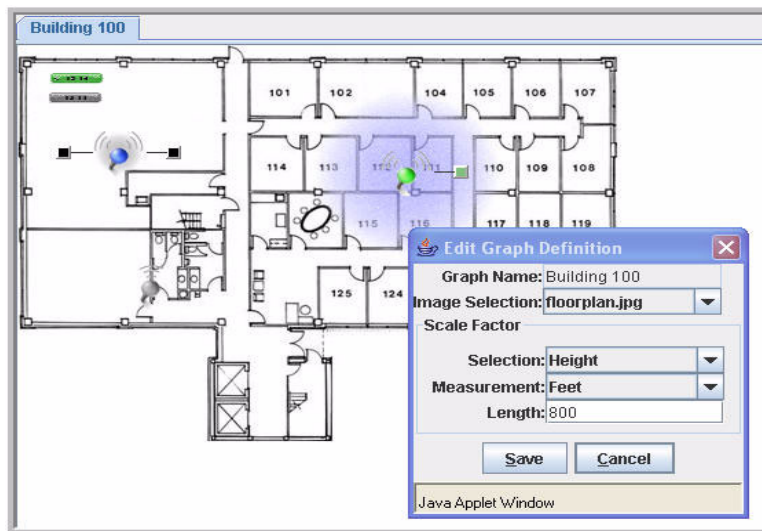 Building 100
101 102 104 105 106 107
114 113 112 111 110 109 108
115 116 117 118 119
125 124
Edit Graph Definition
Graph Name: Building 100
Image Selection: floorplan.jpg
Scale Factor
Selection: Height
Measurement: Feet
Length: 800
Save Cancel
Java Applet Window